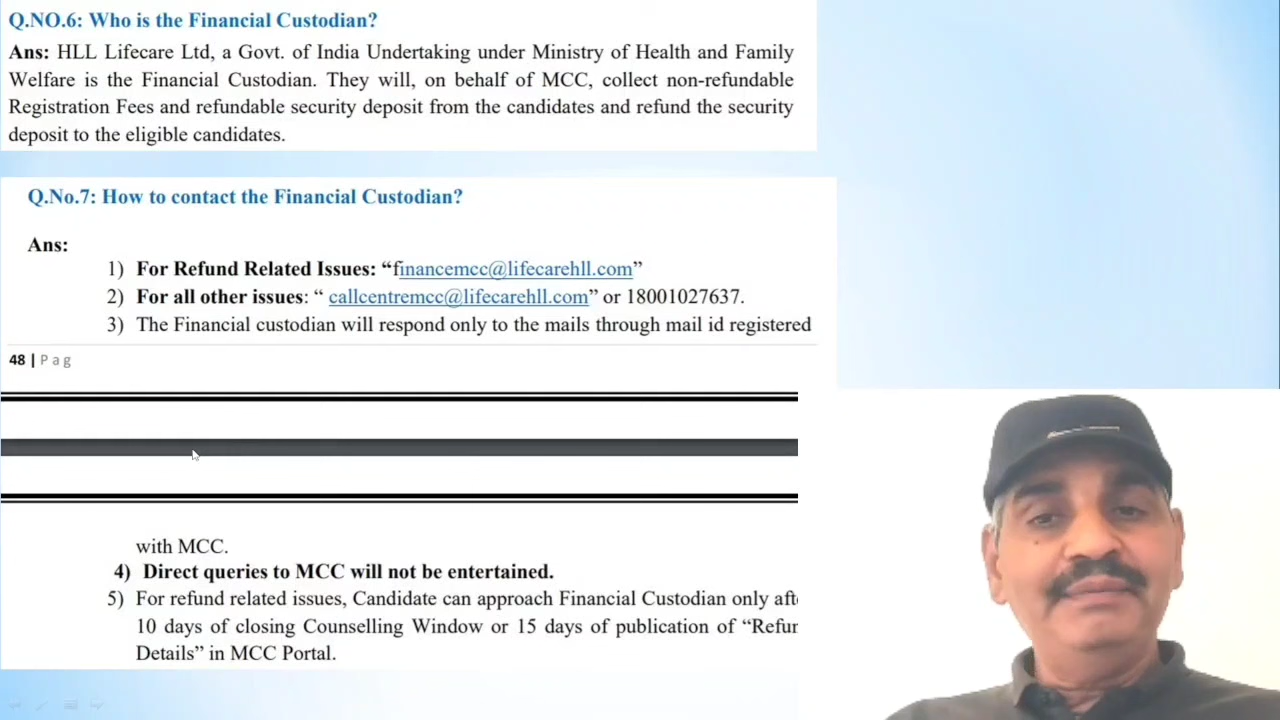 Q.NO.6: Who is the Financial Custodian?
Ans: HLL Lifecare Ltd, a Govt. of India Undertaking under Ministry of Health and Family
Welfare is the Financial Custodian. They will, on behalf of MCC, collect non-refundable
Registration Fees and refundable security deposit from the candidates and refund the security
deposit to the eligible candidates.
Q.No.7: How to contact the Financial Custodian?
Ans:
1) For Refund Related Issues: “financemcc@lifecarehll.com”
2) For all other issues: “ callcentremcc@lifecarehll.com” or 18001027637.
3) The Financial custodian will respond only to the mails through mail id registered
48 | P a g
with MCC.
4) Direct queries to MCC will not be entertained.
5) For refund related issues, Candidate can approach Financial Custodian only afte
10 days of closing Counselling Window or 15 days of publication of “Refun
Details” in MCC Portal.